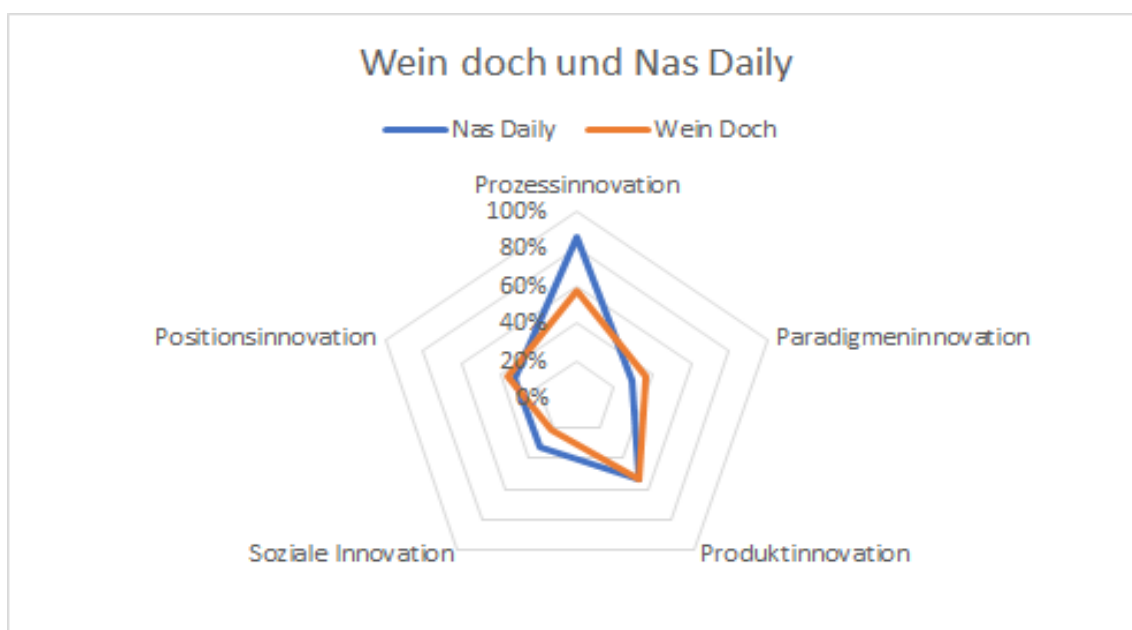 Wein doch und Nas Daily
Nas Daily Wein Doch
Prozessinnovation
100%
80%
60%
40%
20%
0%
Positionsinnovation
Paradigmeninnovation
Soziale Innovation
Produktinnovation